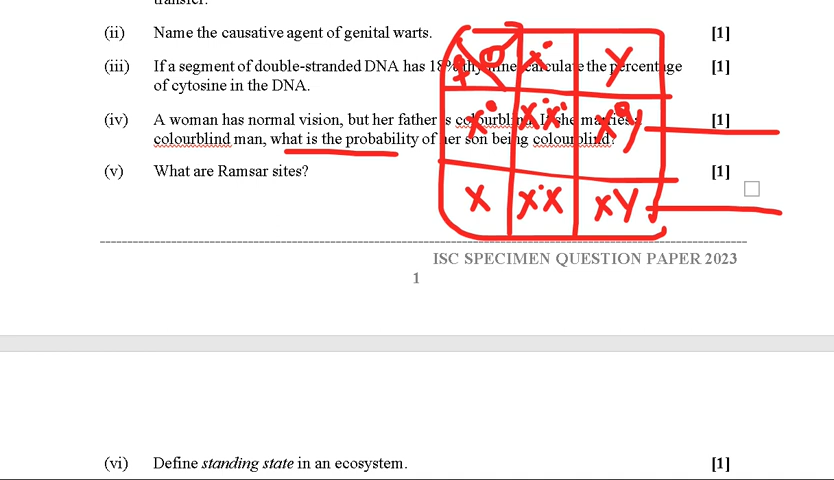 (ii) Name the causative agent of genital warts. [1]
(iii) If a segment of double-stranded DNA has 18% thymine, calculate the percentage [1]
of cytosine in the DNA.
(iv) A woman has normal vision, but her father is colourblind. If she marries a [1]
colourblind man, what is the probability of her son being colourblind?
(v) What are Ramsar sites? [1]
X° Y
X° X°X° X°Y
X X°X XY
ISC SPECIMEN QUESTION PAPER 2023
1
(vi) Define standing state in an ecosystem. [1]